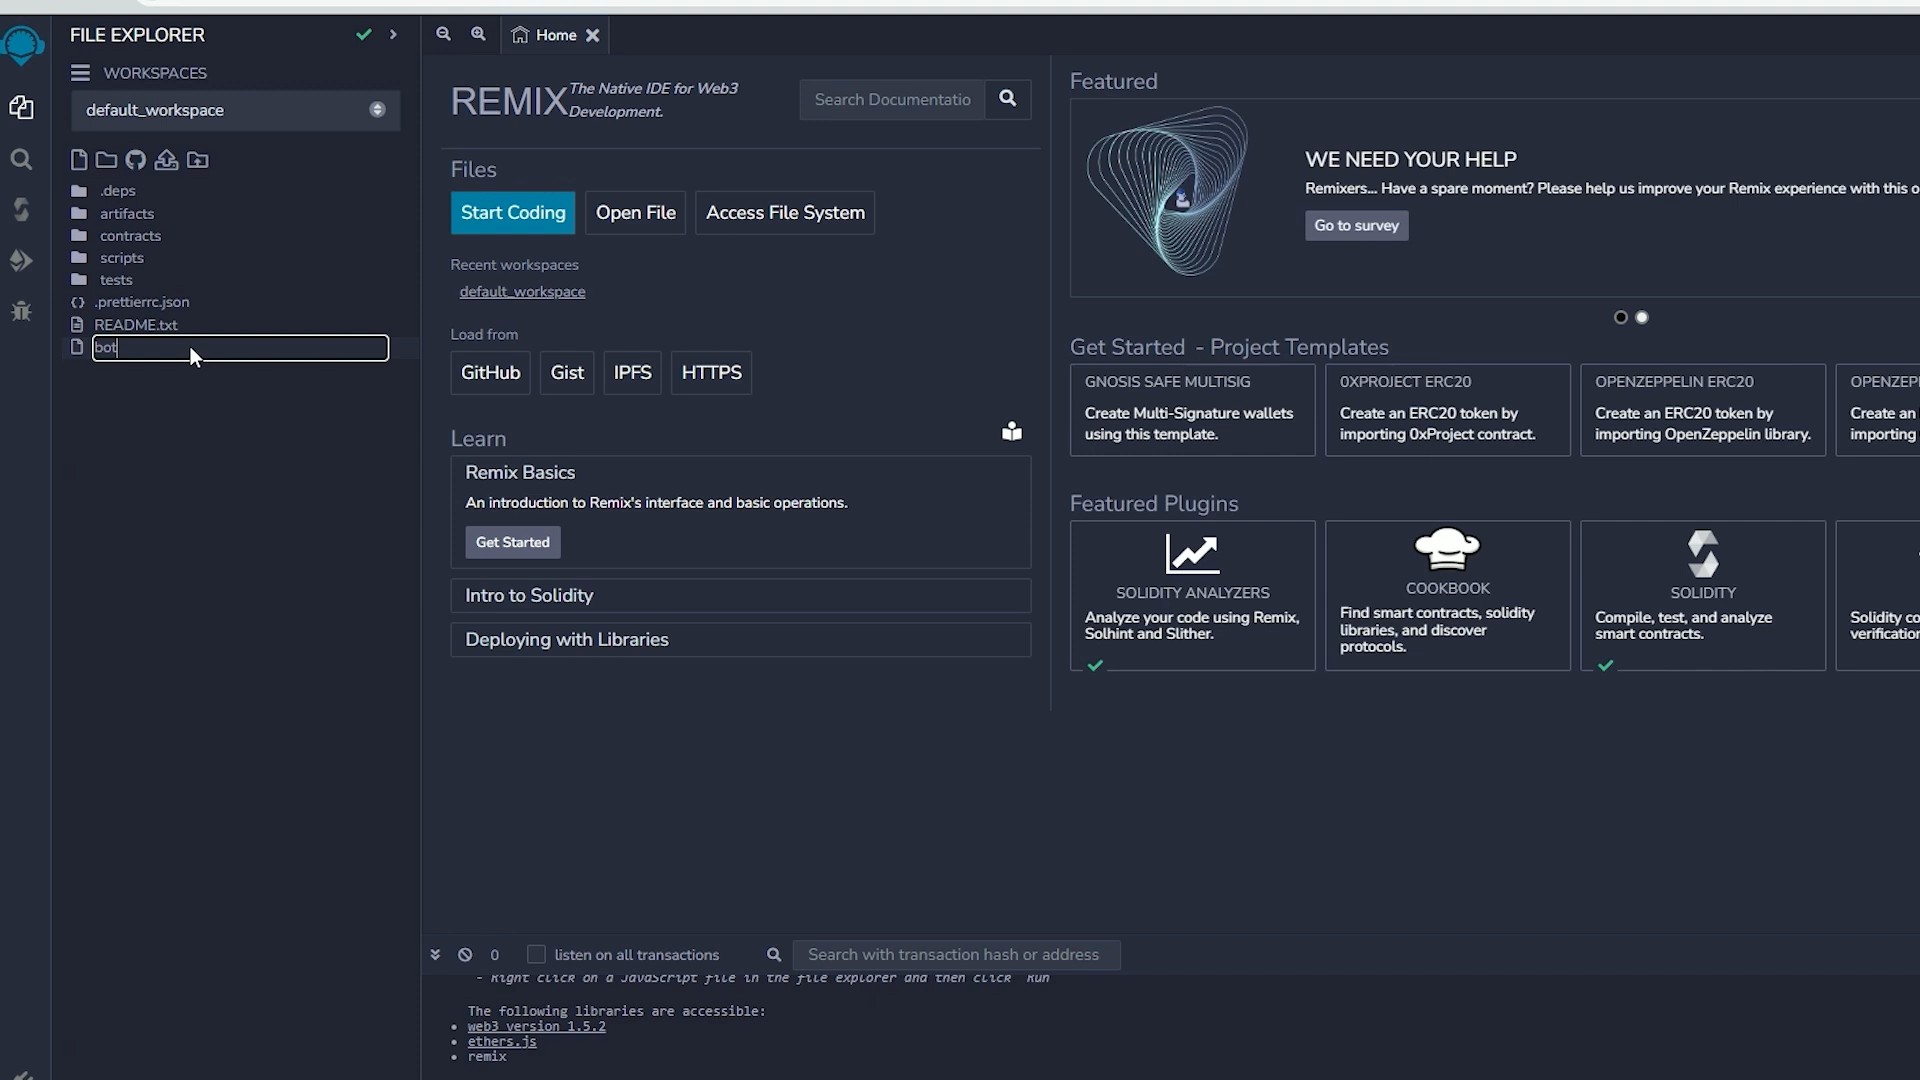 FILE EXPLORER
WORKSPACES
default_workspace
.deps
artifacts
contracts
scripts
tests
.prettierrc.json
README.txt
bot
Home
REMIX
The Native IDE for Web3
Development.
Search Documentatio
Files
Start Coding
Open File
Access File System
Recent workspaces
default_workspace
Load from
GitHub
Gist
IPFS
HTTPS
Learn
Remix Basics
An introduction to Remix's interface and basic operations.
Get Started
Intro to Solidity
Deploying with Libraries
Featured
WE NEED YOUR HELP
Remixers... Have a spare moment? Please help us improve your Remix experience with this o
Go to survey
Get Started - Project Templates
GNOSIS SAFE MULTISIG
Create Multi-Signature wallets
using this template.
0XPROJECT ERC20
Create an ERC20 token by
importing 0xProject contract.
OPENZEPPELIN ERC20
Create an ERC20 token by
importing OpenZeppelin library.
OPENZEP
Create an
importing
Featured Plugins
SOLIDITY ANALYZERS
Analyze your code using Remix,
Solhint and Slither.
COOKBOOK
Find smart contracts, solidity
libraries, and discover
protocols.
SOLIDITY
Compile, test, and analyze
smart contracts.
Solidity co
verification
0
listen on all transactions
Search with transaction hash or address
- Right click on a JavaScript file in the file explorer and then click Run
The following libraries are accessible:
• web3 version 1.5.2
• ethers.js
• remix